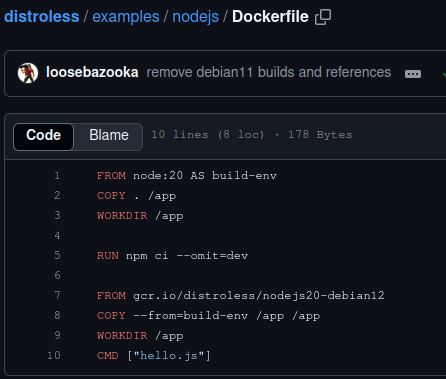 distroless / examples / nodejs / Dockerfile
loosebazooka remove debian11 builds and references
Code Blame 10 lines (8 loc) · 178 Bytes
1 FROM node:20 AS build-env
2 COPY . /app
3 WORKDIR /app
4
5 RUN npm ci --omit=dev
6
7 FROM gcr.io/distroless/nodejs20-debian12
8 COPY --from=build-env /app /app
9 WORKDIR /app
10 CMD ["hello.js"]